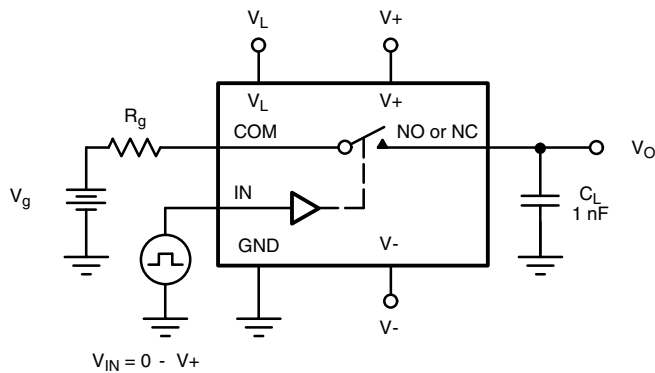 V_L V+
V_L V+
R_g
COM NO or NC V_O
V_g
IN
C_L
1 nF
GND V-
V-
V_IN = 0 - V+